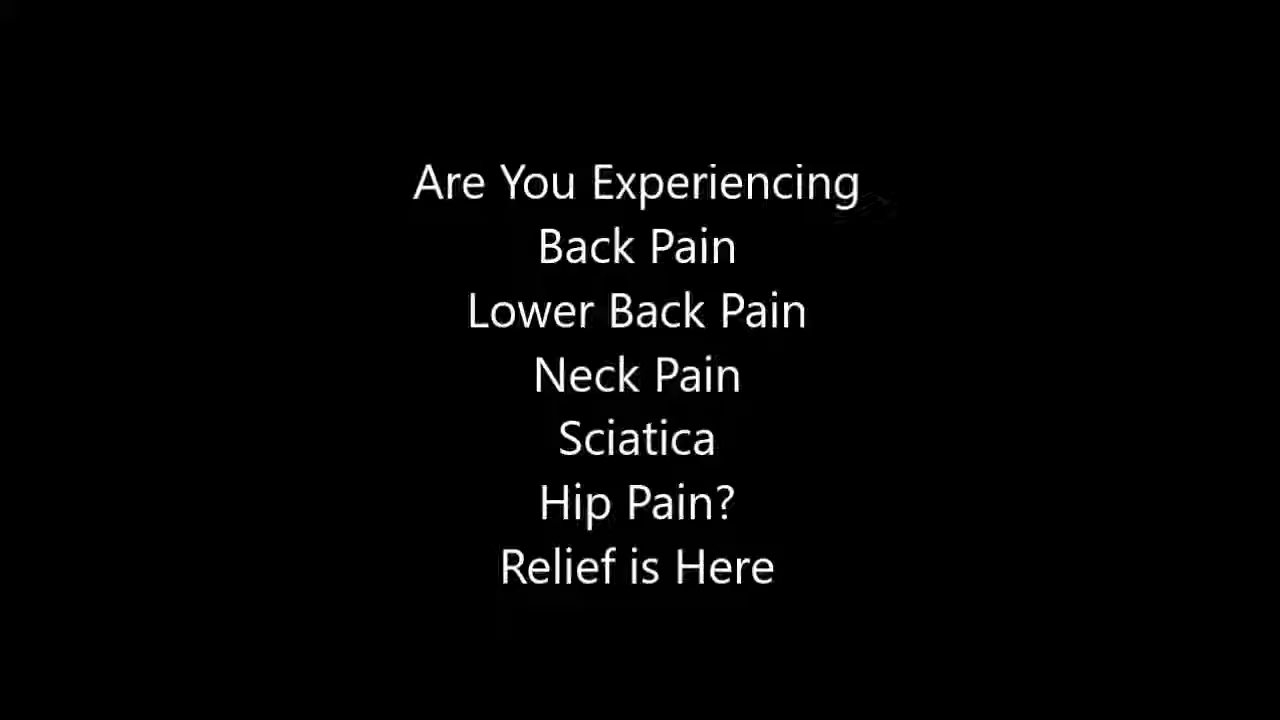 Are You Experiencing
Back Pain
Lower Back Pain
Neck Pain
Sciatica
Hip Pain?
Relief is Here